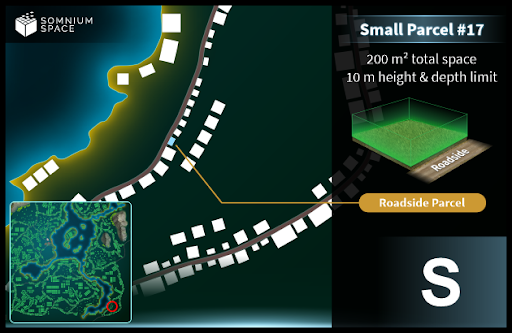 SOMNIUM
SPACE
Small Parcel #17
200 m² total space
10 m height & depth limit
Roadside
Roadside Parcel
S